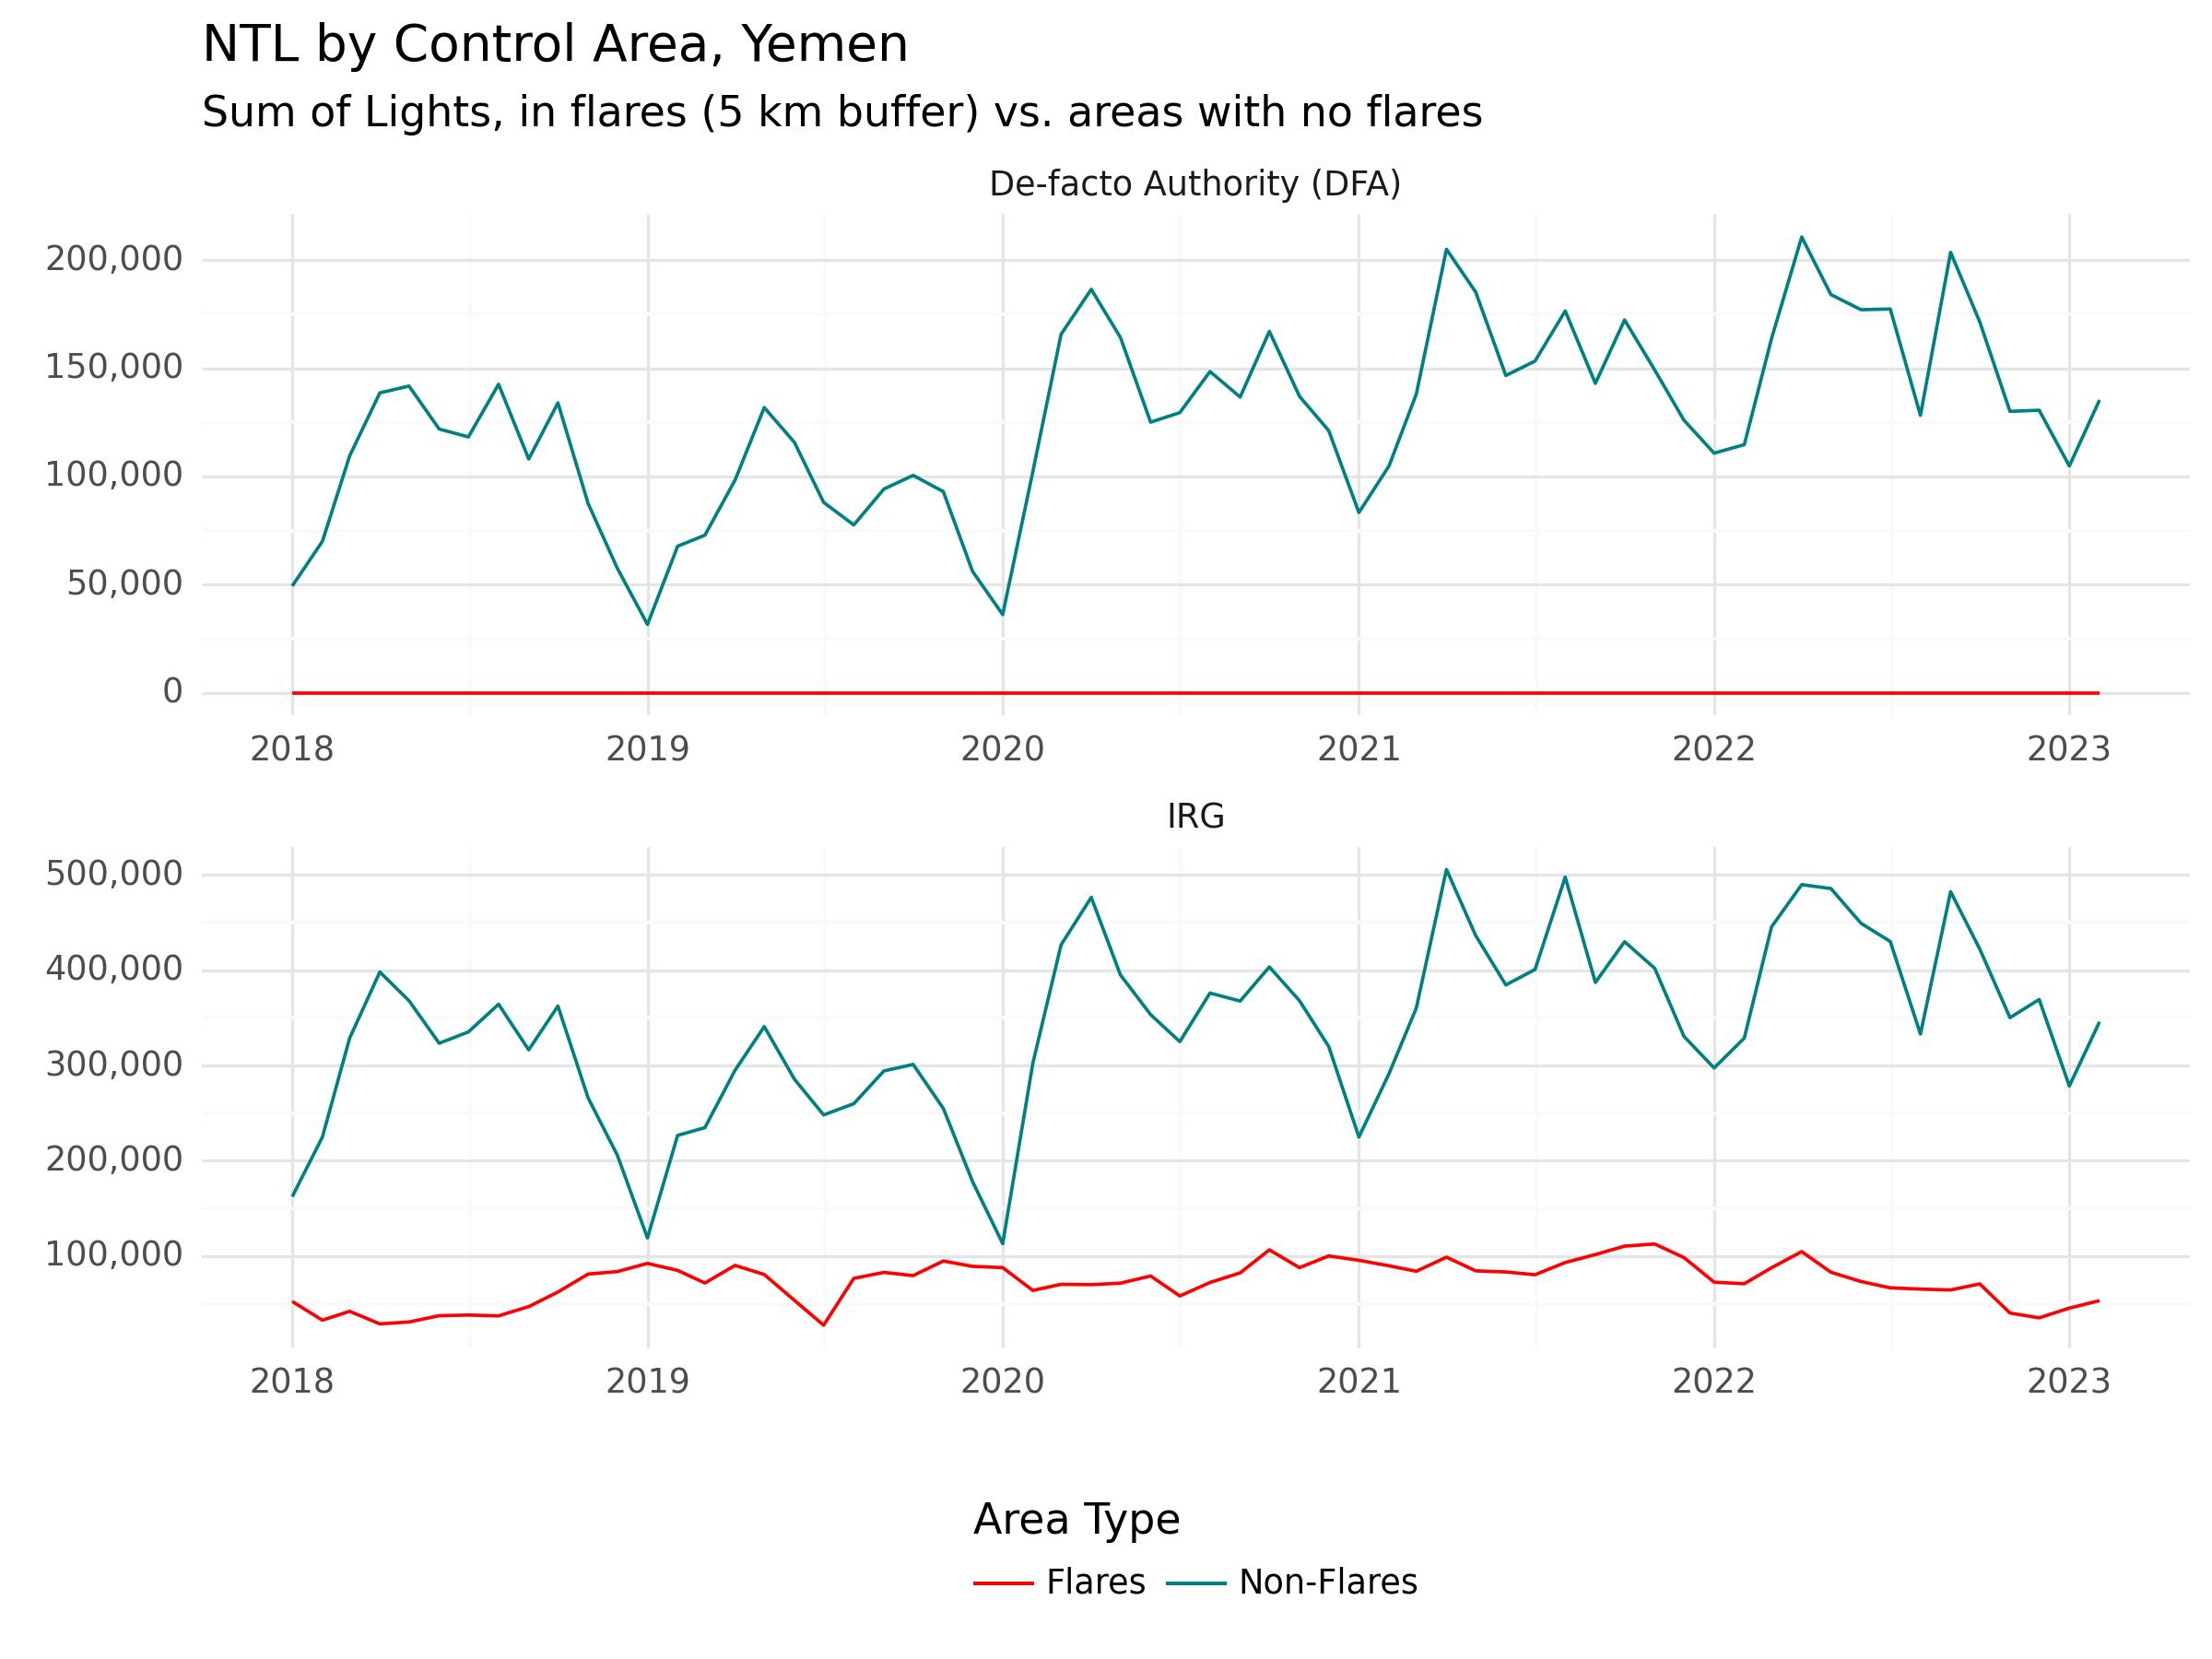 NTL by Control Area, Yemen
Sum of Lights, in flares (5 km buffer) vs. areas with no flares
De-facto Authority (DFA)
200,000
150,000
100,000
50,000
0
2018 2019 2020 2021 2022 2023
IRG
500,000
400,000
300,000
200,000
100,000
2018 2019 2020 2021 2022 2023
Area Type
Flares Non-Flares